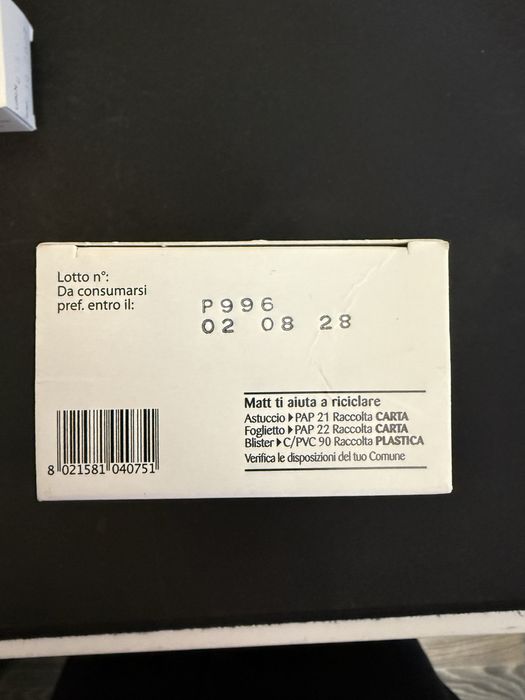 Lotto n°:
Da consumarsi
pref. entro il:
P996
02 08 28
Matt ti aiuta a riciclare
Astuccio ▶ PAP 21 Raccolta CARTA
Foglietto ▶ PAP 22 Raccolta CARTA
Blister ▶ C/PVC 90 Raccolta PLASTICA
Verifica le disposizioni del tuo Comune
8 021581 040751